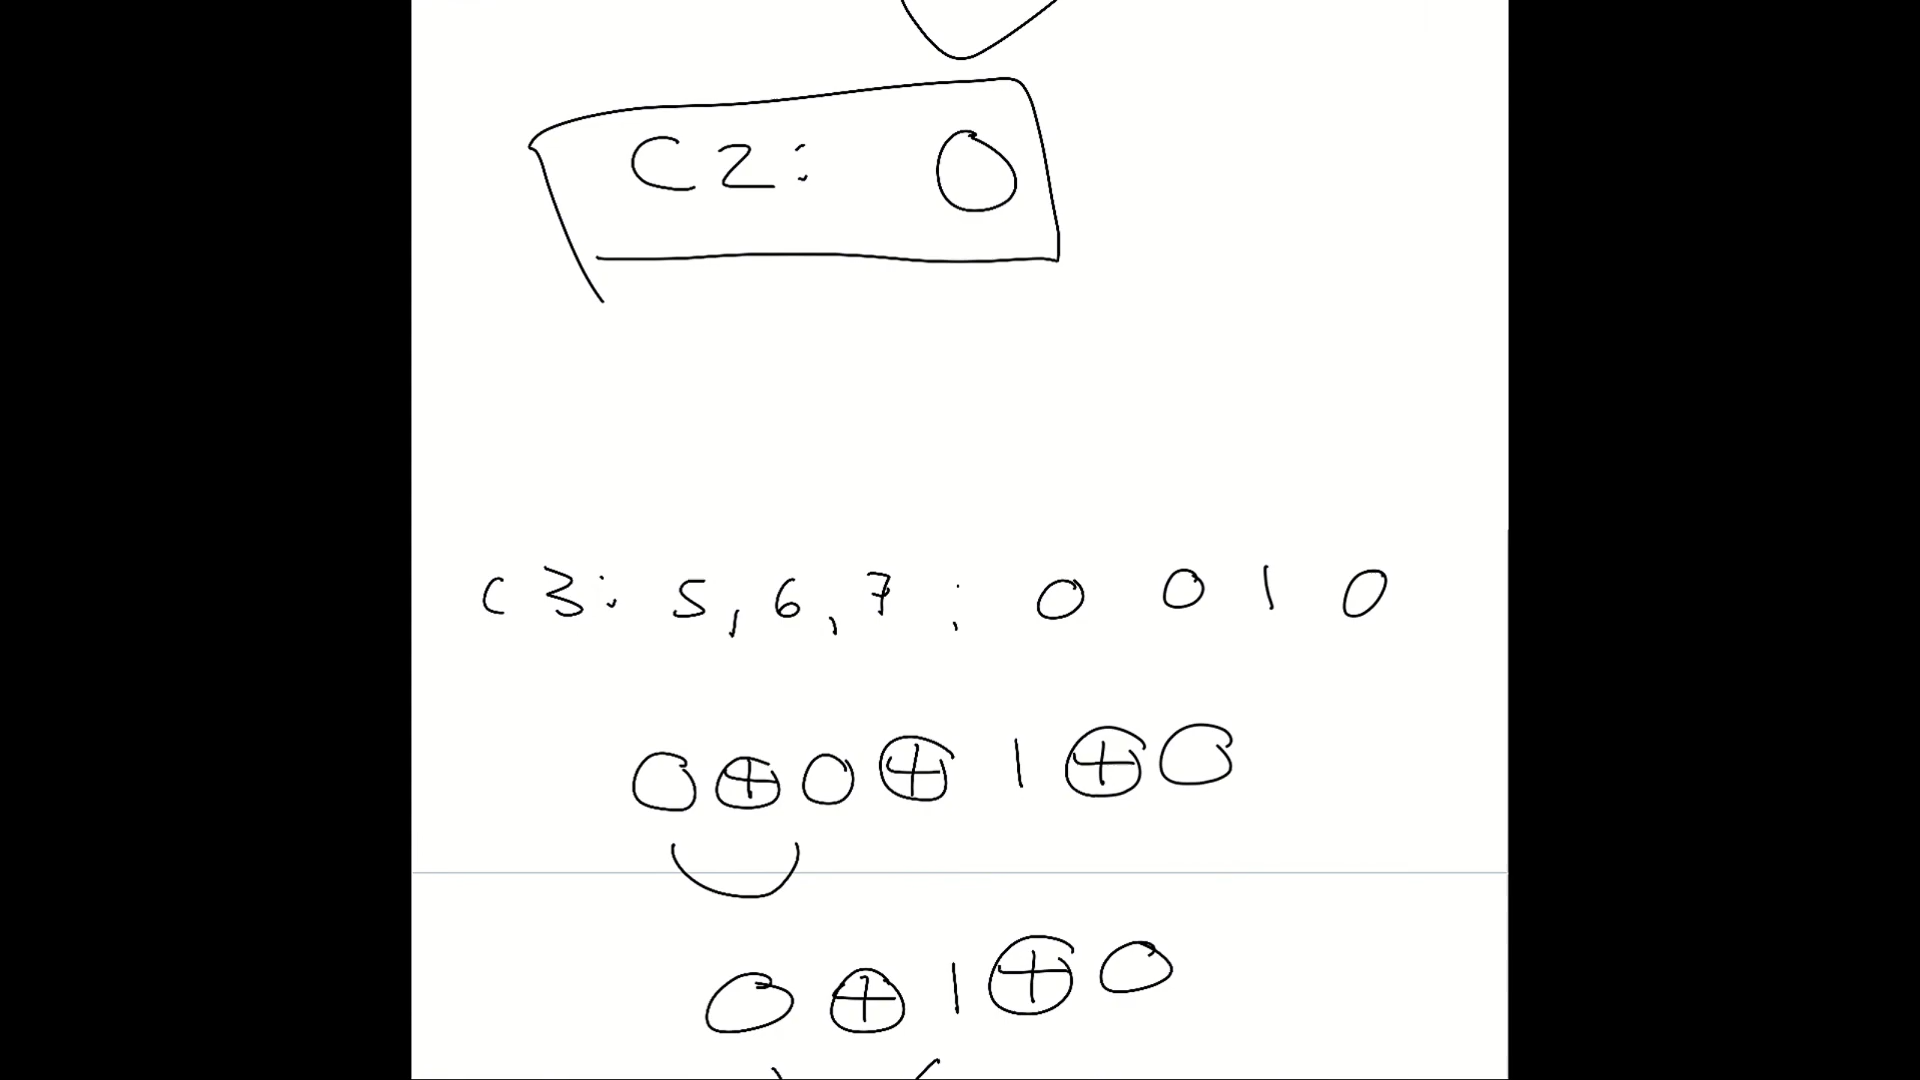 C2: 0
C3: 5, 6, 7 : 0 0 1 0
0 ⊕ 0 ⊕ 1 ⊕ 0
0 ⊕ 1 ⊕ 0